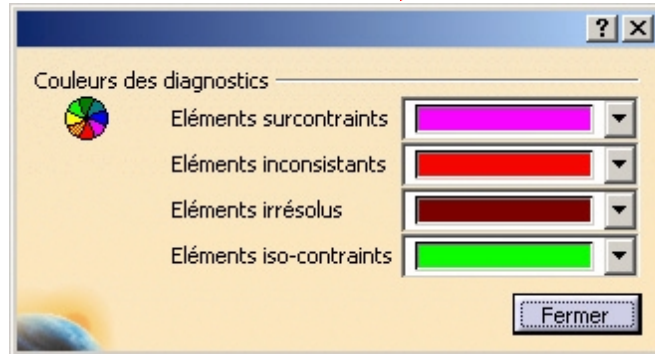 Couleurs des diagnostics
Eléments surcontraints
Eléments inconsistants
Eléments irrésolus
Eléments iso-contraints
Fermer